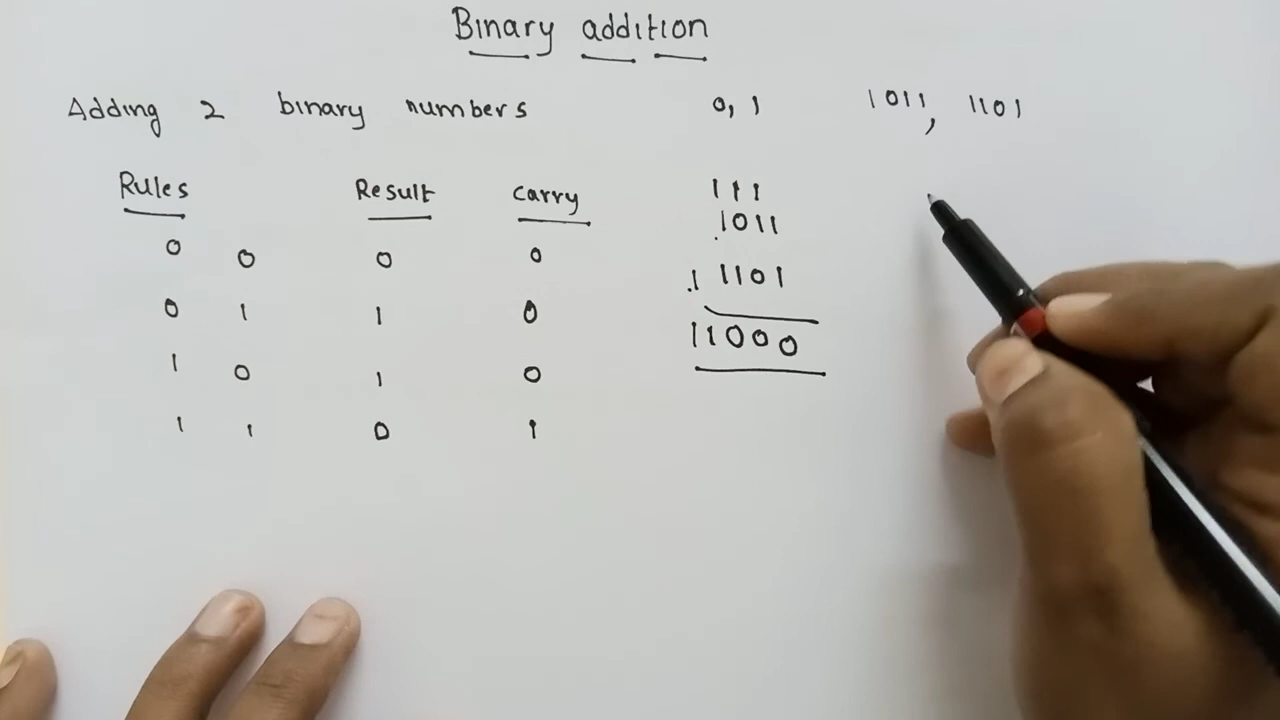 Binary addition
Adding 2 binary numbers 0, 1 1011, 1101
Rules Result carry
0 0 0 0
0 1 1 0
1 0 1 0
1 1 0 1
111
1011
1 1101
11000